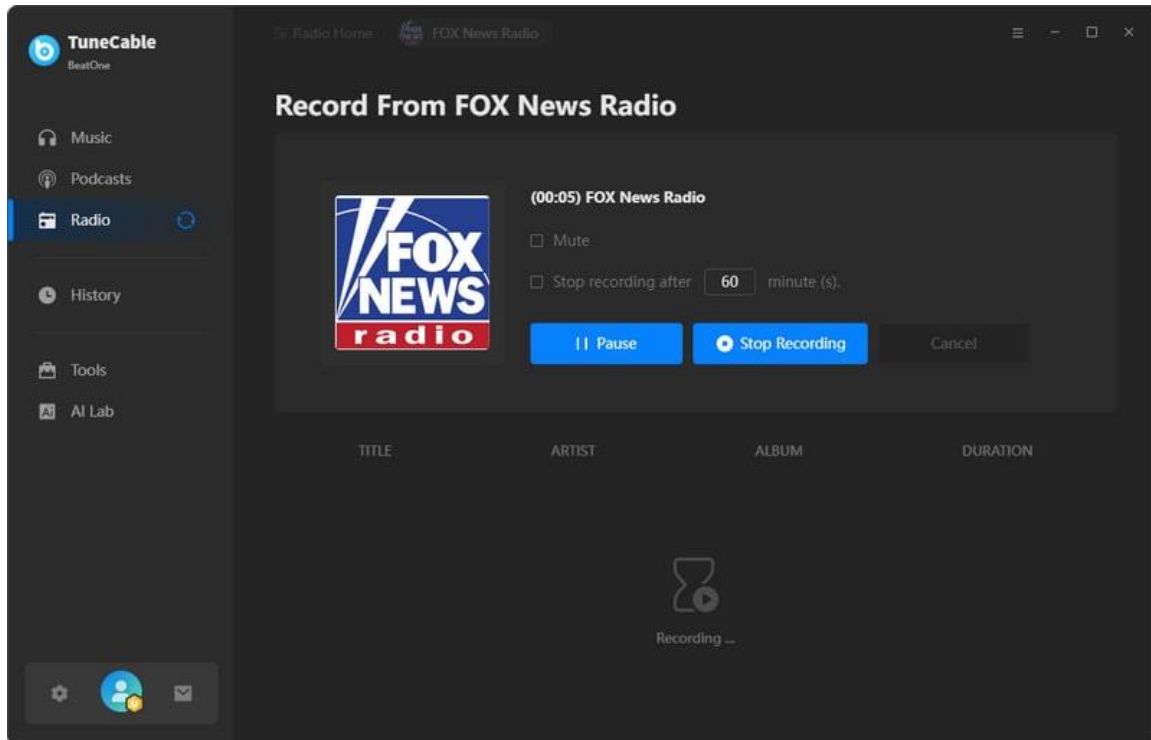 TuneCable
BeatOne
Radio Home
FOX News Radio
Music
Podcasts
Radio
History
Tools
AI Lab
Record From FOX News Radio
FOX
NEWS
radio
(00:05) FOX News Radio
Mute
Stop recording after 60 minute (s).
Pause
Stop Recording
Cancel
TITLE ARTIST ALBUM DURATION
Recording ...